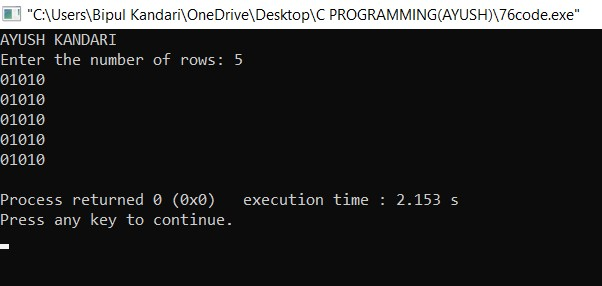 "C:\Users\Bipul Kandari\OneDrive\Desktop\C PROGRAMMING(AYUSH)\76code.exe"
AYUSH KANDARI
Enter the number of rows: 5
01010
01010
01010
01010
01010
Process returned 0 (0x0)   execution time : 2.153 s
Press any key to continue.